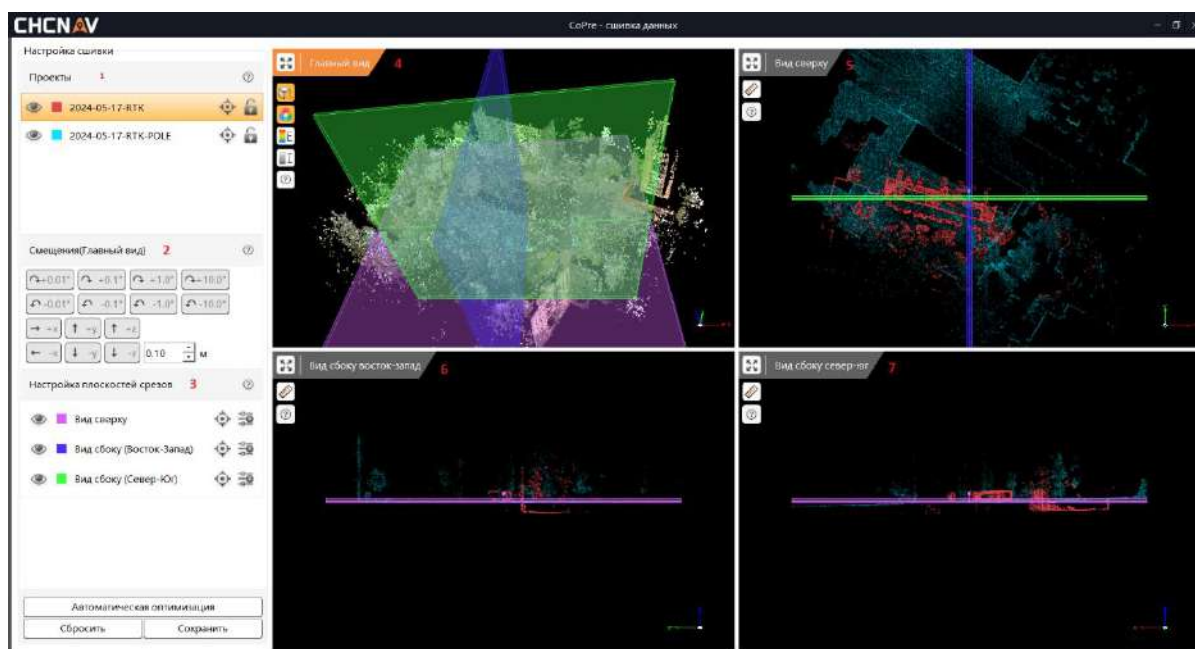 CHCNAV
CoPre - сшивка данных
Настройка сшивки
Проекты 1
2024-05-17-RTK
2024-05-17-RTK-POLE
Смещения(Главный вид) 2
+0.01° +0.1° +1.0° +10.0°
-0.01° -0.1° -1.0° -10.0°
0.10 м
Настройка плоскостей срезов 3
Вид сверху
Вид сбоку (Восток-Запад)
Вид сбоку (Север-Юг)
Автоматическая оптимизация
Сбросить Сохранить
Главный вид 4
Вид сверху 5
Вид сбоку восток-запад 6
Вид сбоку север-юг 7